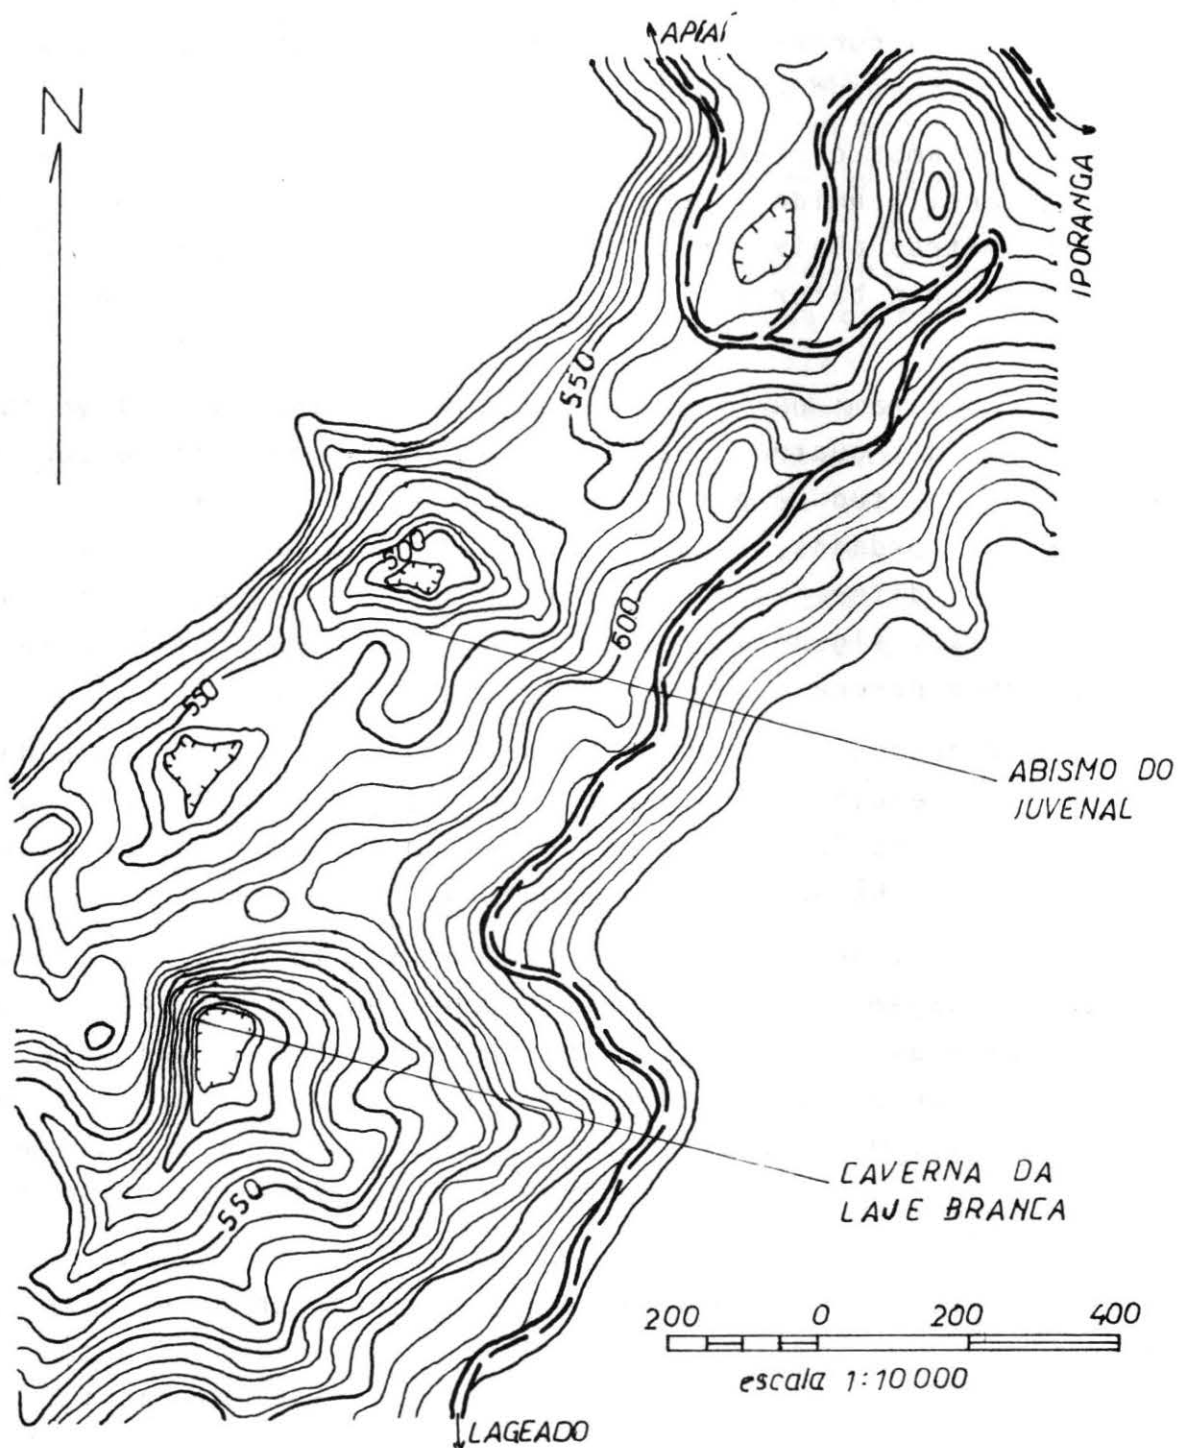 APIAÍ
N
IPORANGA
550
500
600
550
ABISMO DO
JUVENAL
CAVERNA DA
LAJE BRANCA
550
200 0 200 400
escala 1:10 000
LAGEADO